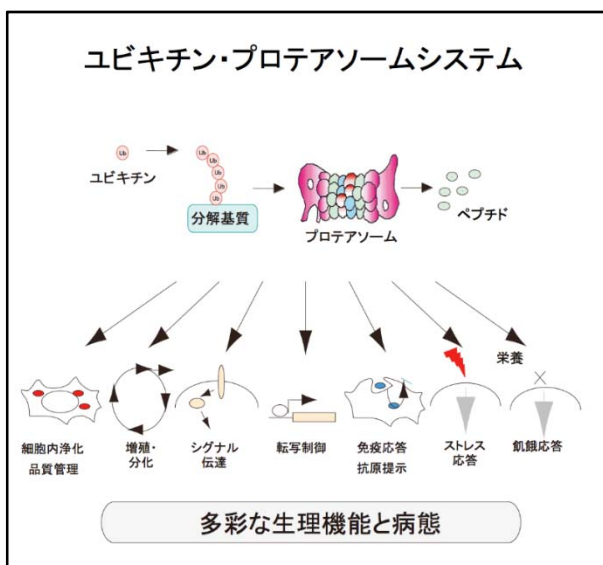 ユビキチン・プロテアソームシステム
Ub
ユビキチン
Ub
Ub
Ub
Ub
Ub
分解基質
プロテアソーム
ペプチド
細胞内浄化
品質管理
増殖・
分化
シグナル
伝達
転写制御
免疫応答
抗原提示
ストレス
応答
栄養
飢餓応答
多彩な生理機能と病態